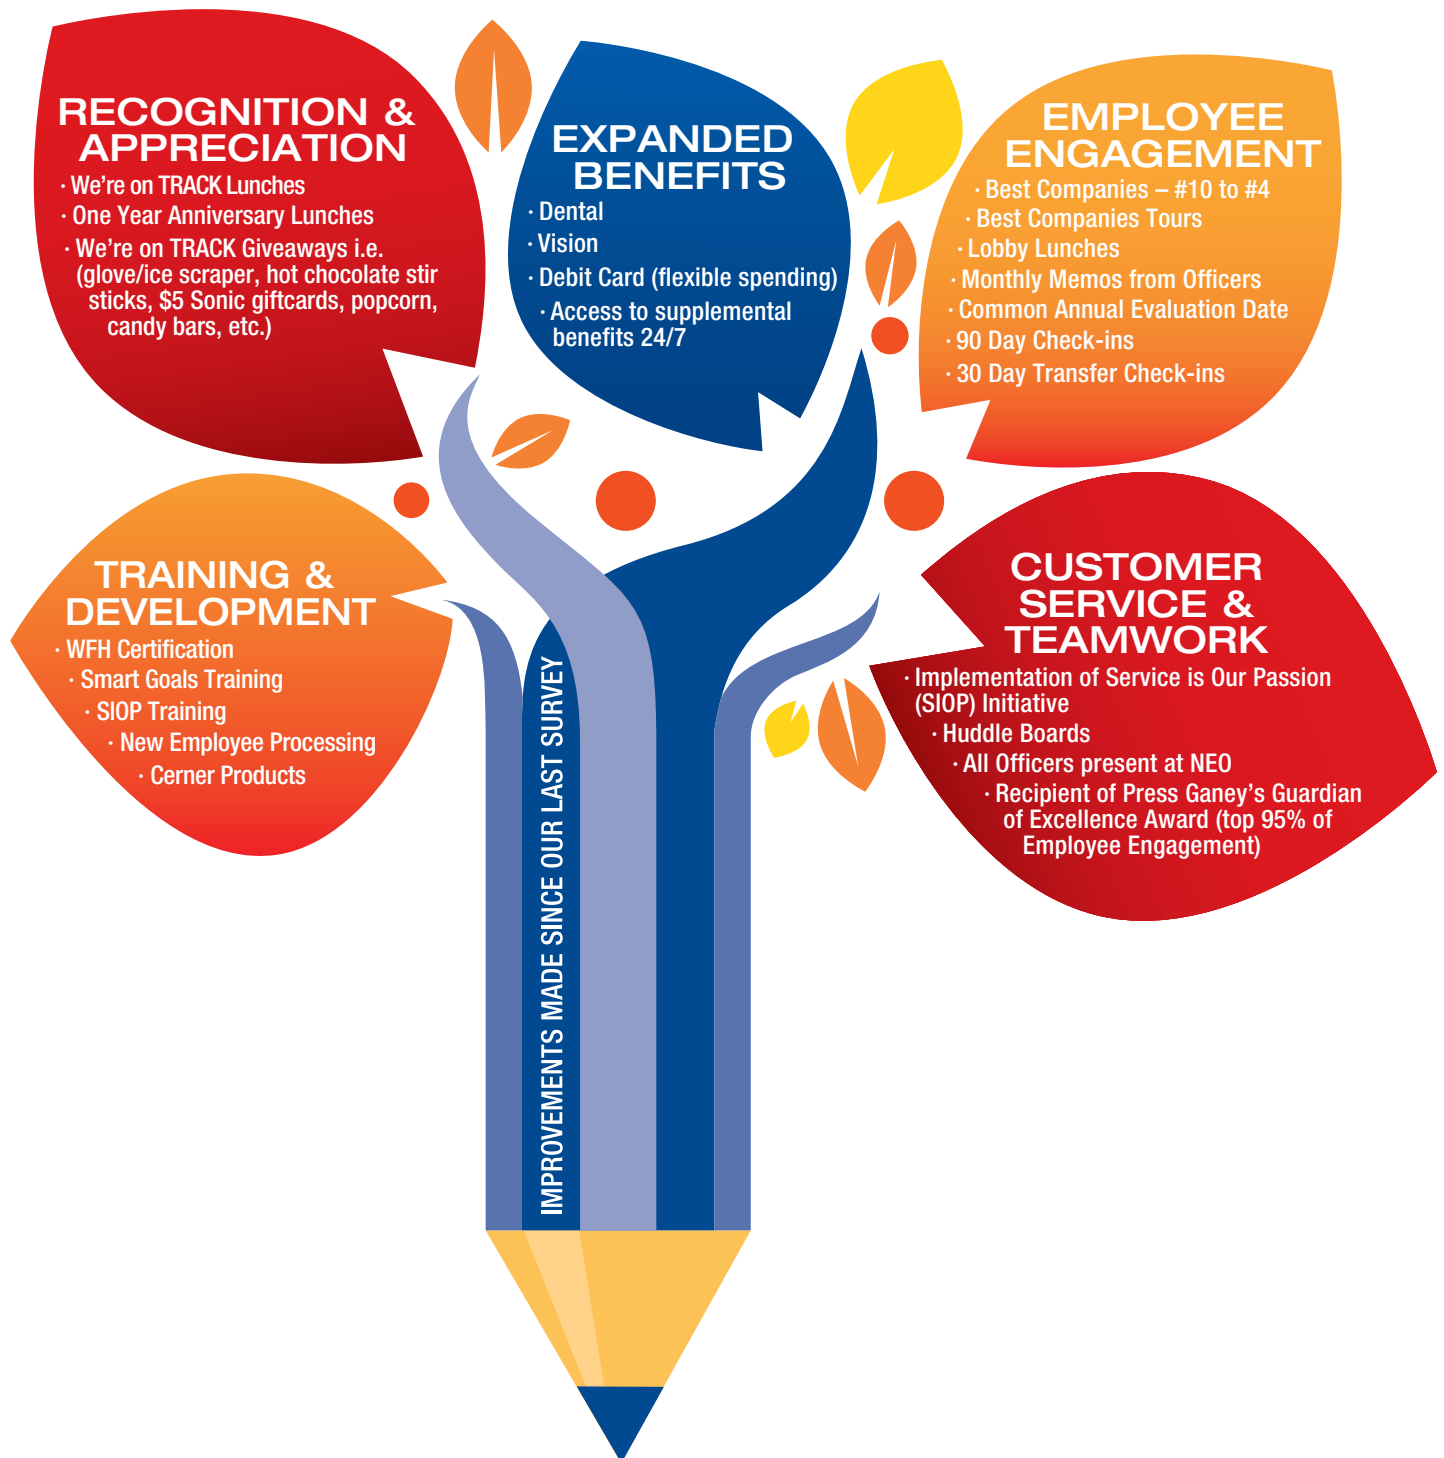 RECOGNITION &
APPRECIATION
· We're on TRACK Lunches
· One Year Anniversary Lunches
· We're on TRACK Giveaways i.e.
(glove/ice scraper, hot chocolate stir
sticks, $5 Sonic giftcards, popcorn,
candy bars, etc.)
EXPANDED
BENEFITS
· Dental
· Vision
· Debit Card (flexible spending)
· Access to supplemental
benefits 24/7
EMPLOYEE
ENGAGEMENT
· Best Companies – #10 to #4
· Best Companies Tours
· Lobby Lunches
· Monthly Memos from Officers
· Common Annual Evaluation Date
· 90 Day Check-ins
· 30 Day Transfer Check-ins
TRAINING &
DEVELOPMENT
· WFH Certification
· Smart Goals Training
· SIOP Training
· New Employee Processing
· Cerner Products
CUSTOMER
SERVICE &
TEAMWORK
· Implementation of Service is Our Passion
(SIOP) Initiative
· Huddle Boards
· All Officers present at NEO
· Recipient of Press Ganey's Guardian
of Excellence Award (top 95% of
Employee Engagement)
IMPROVEMENTS MADE SINCE OUR LAST SURVEY